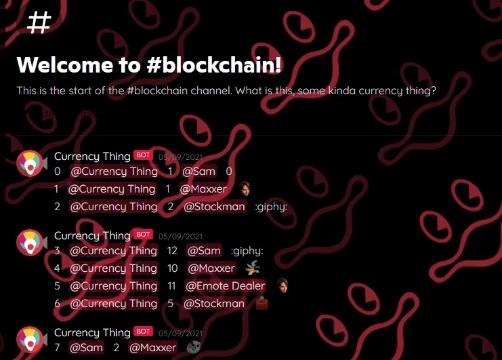 #
Welcome to #blockchain!
This is the start of the #blockchain channel. What is this, some kinda currency thing?
Currency Thing BOT 05/09/2021
0 @Currency Thing 1 @Sam 0
1 @Currency Thing 1 @Maxxer
2 @Currency Thing 2 @Stockman :giphy:
Currency Thing BOT 05/09/2021
3 @Currency Thing 12 @Sam :giphy:
4 @Currency Thing 10 @Maxxer
5 @Currency Thing 11 @Emote Dealer
6 @Currency Thing 5 @Stockman
Currency Thing BOT 05/09/2021
7 @Sam 2 @Maxxer